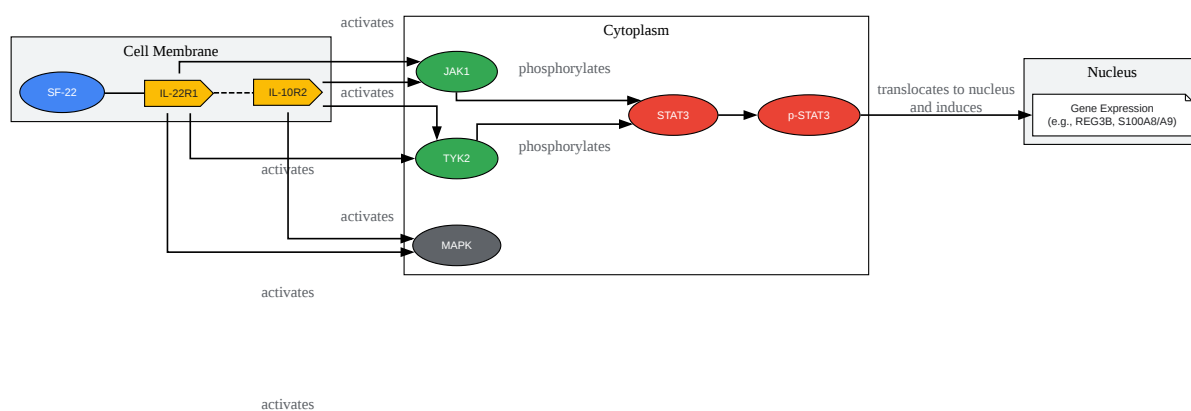 activates
Cytoplasm
Cell Membrane
JAK1
phosphorylates
Nucleus
SF-22
IL-22R1
IL-10R2
activates
translocates to nucleus
and induces
Gene Expression
(e.g., REG3B, S100A8/A9)
STAT3
p-STAT3
phosphorylates
TYK2
activates
activates
MAPK
activates
activates